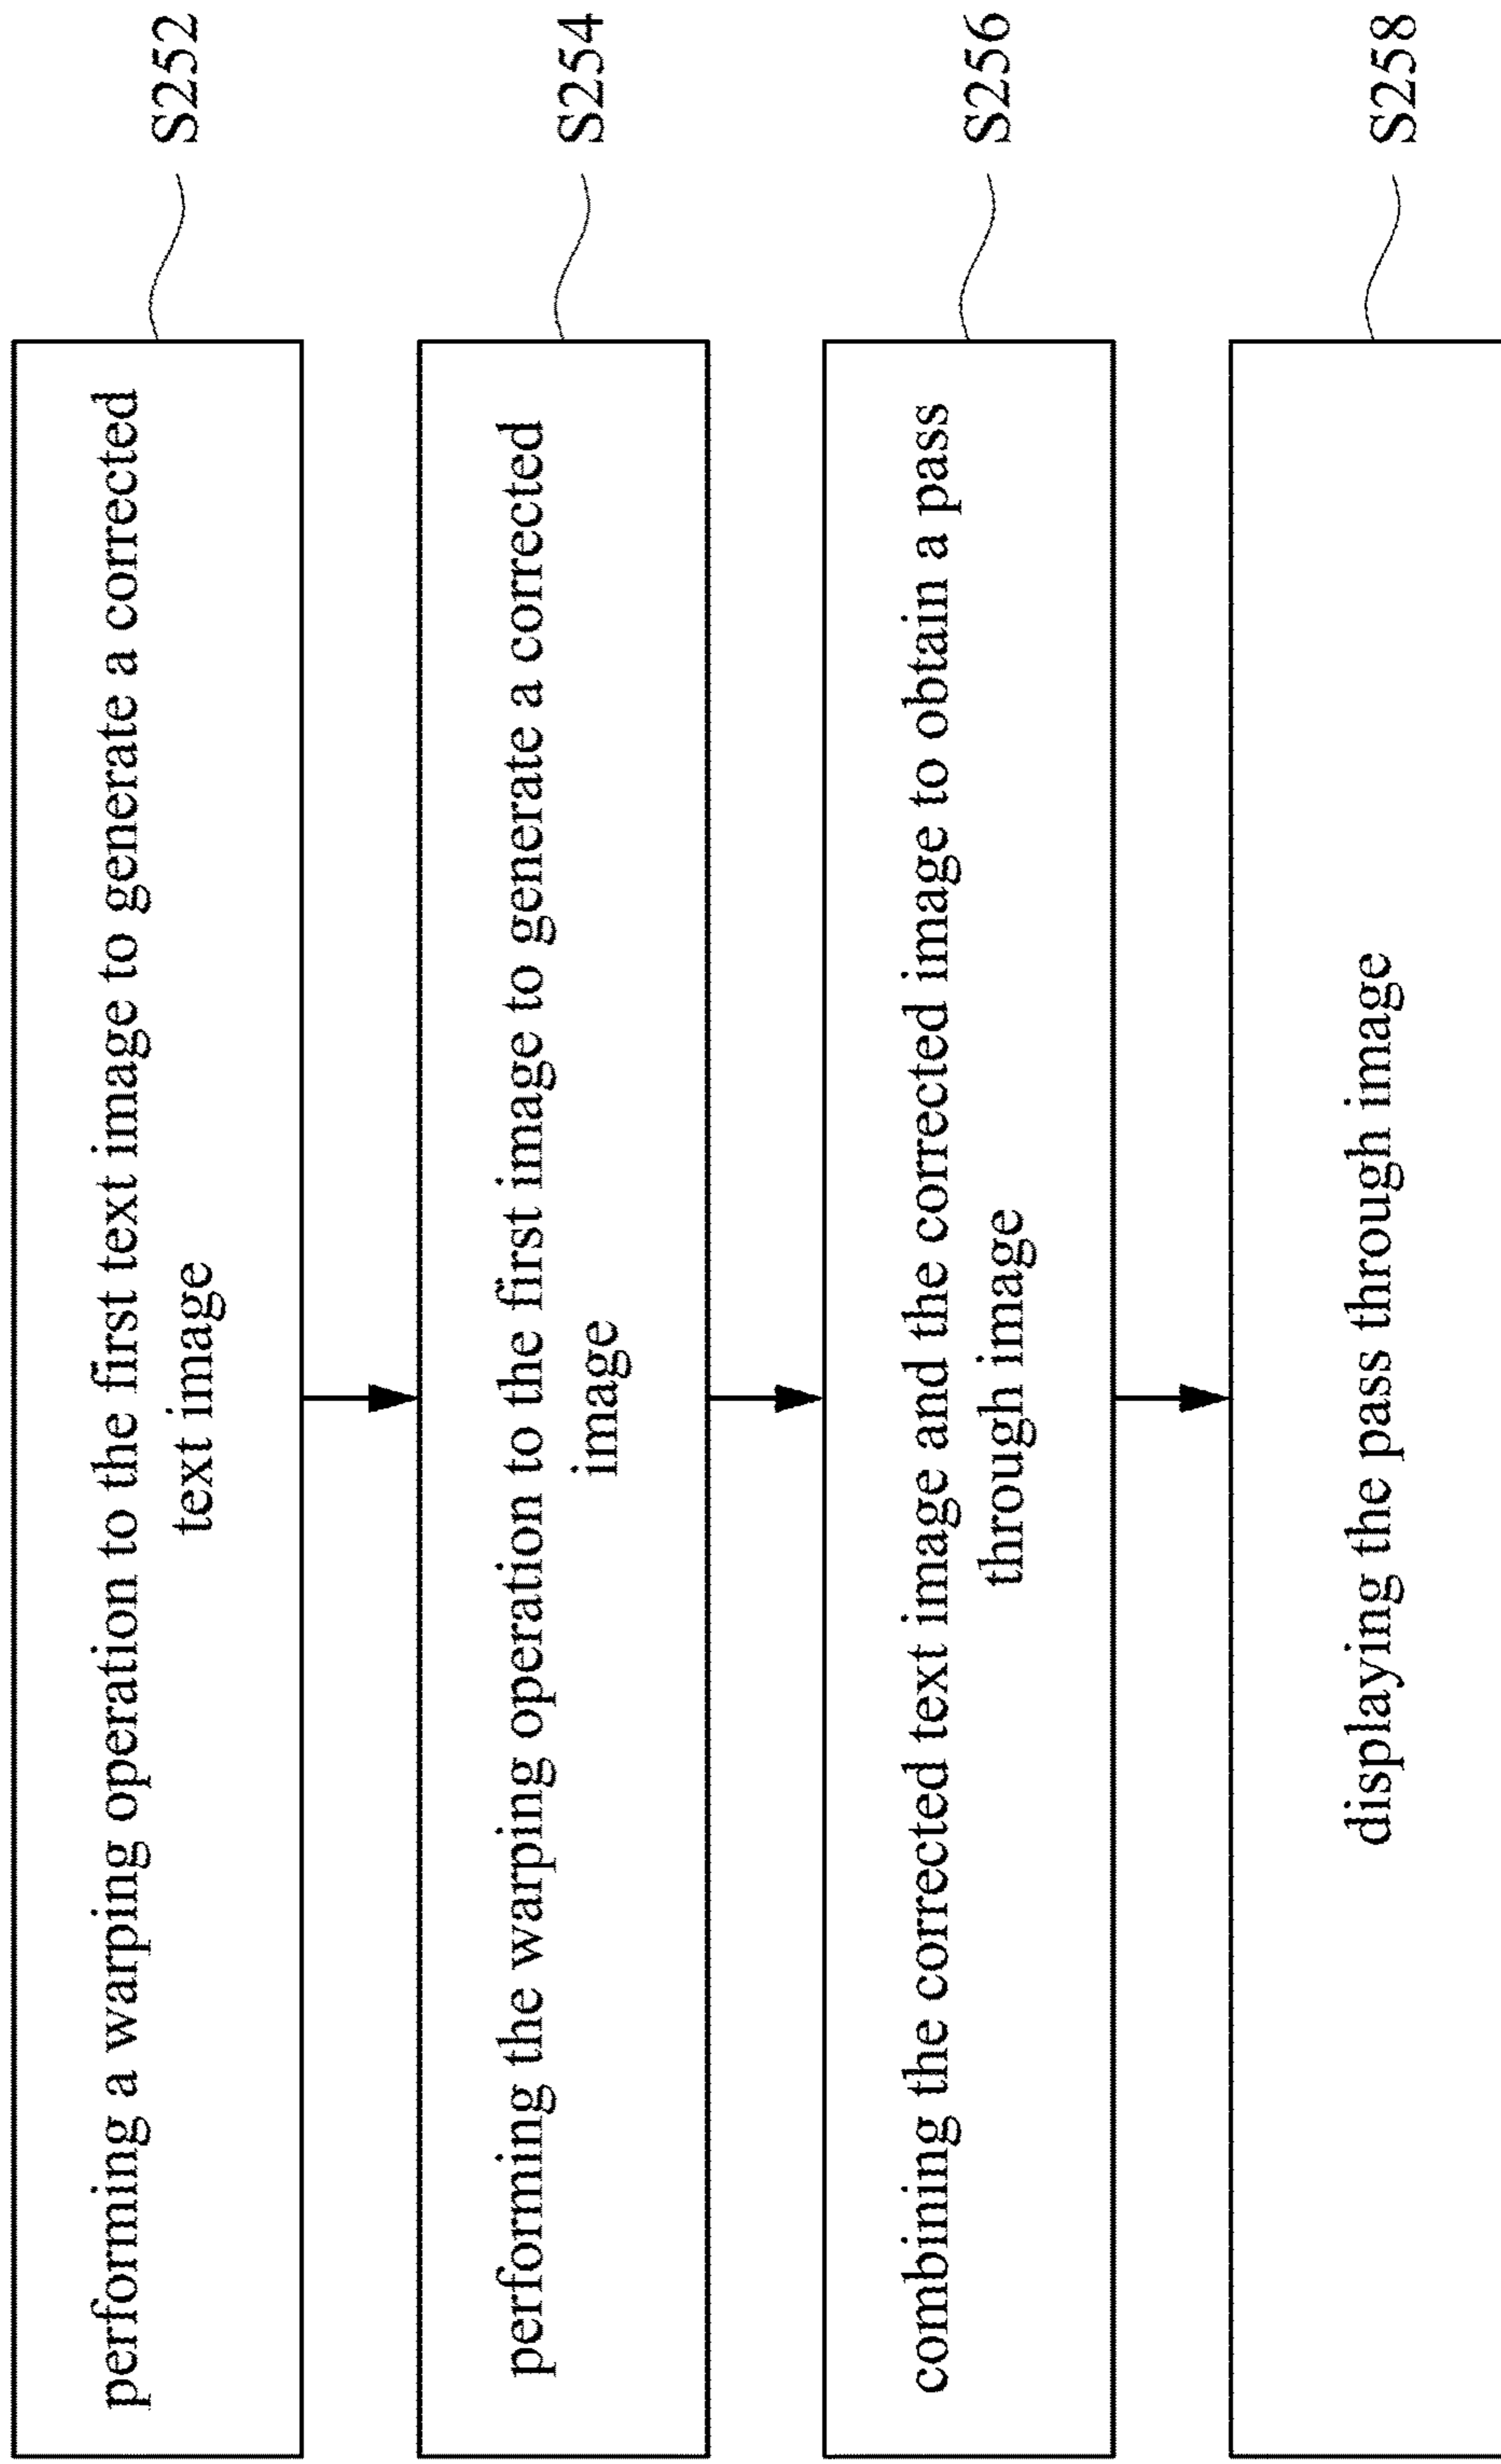 performing a warping operation to the first text image to generate a corrected
text image
S252
performing the warping operation to the first image to generate a corrected
image
S254
combining the corrected text image and the corrected image to obtain a pass
through image
S256
displaying the pass through image
S258